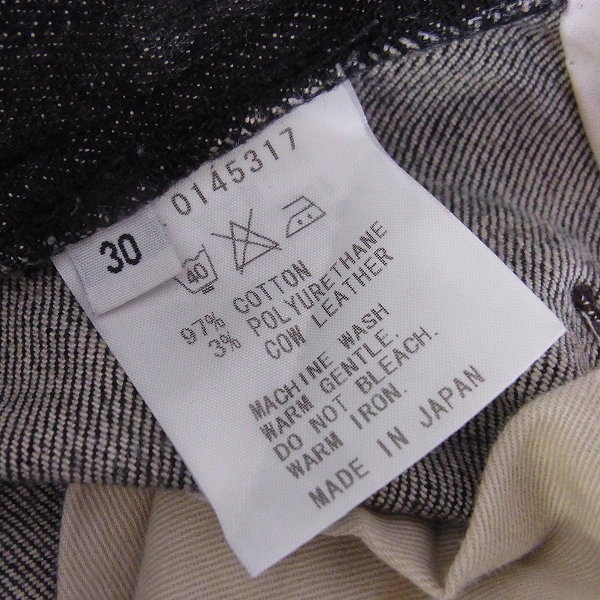 30
0145317
40
97% COTTON
3% POLYURETHANE
COW LEATHER
MACHINE WASH
WARM GENTLE.
DO NOT BLEACH.
WARM IRON.
MADE IN JAPAN